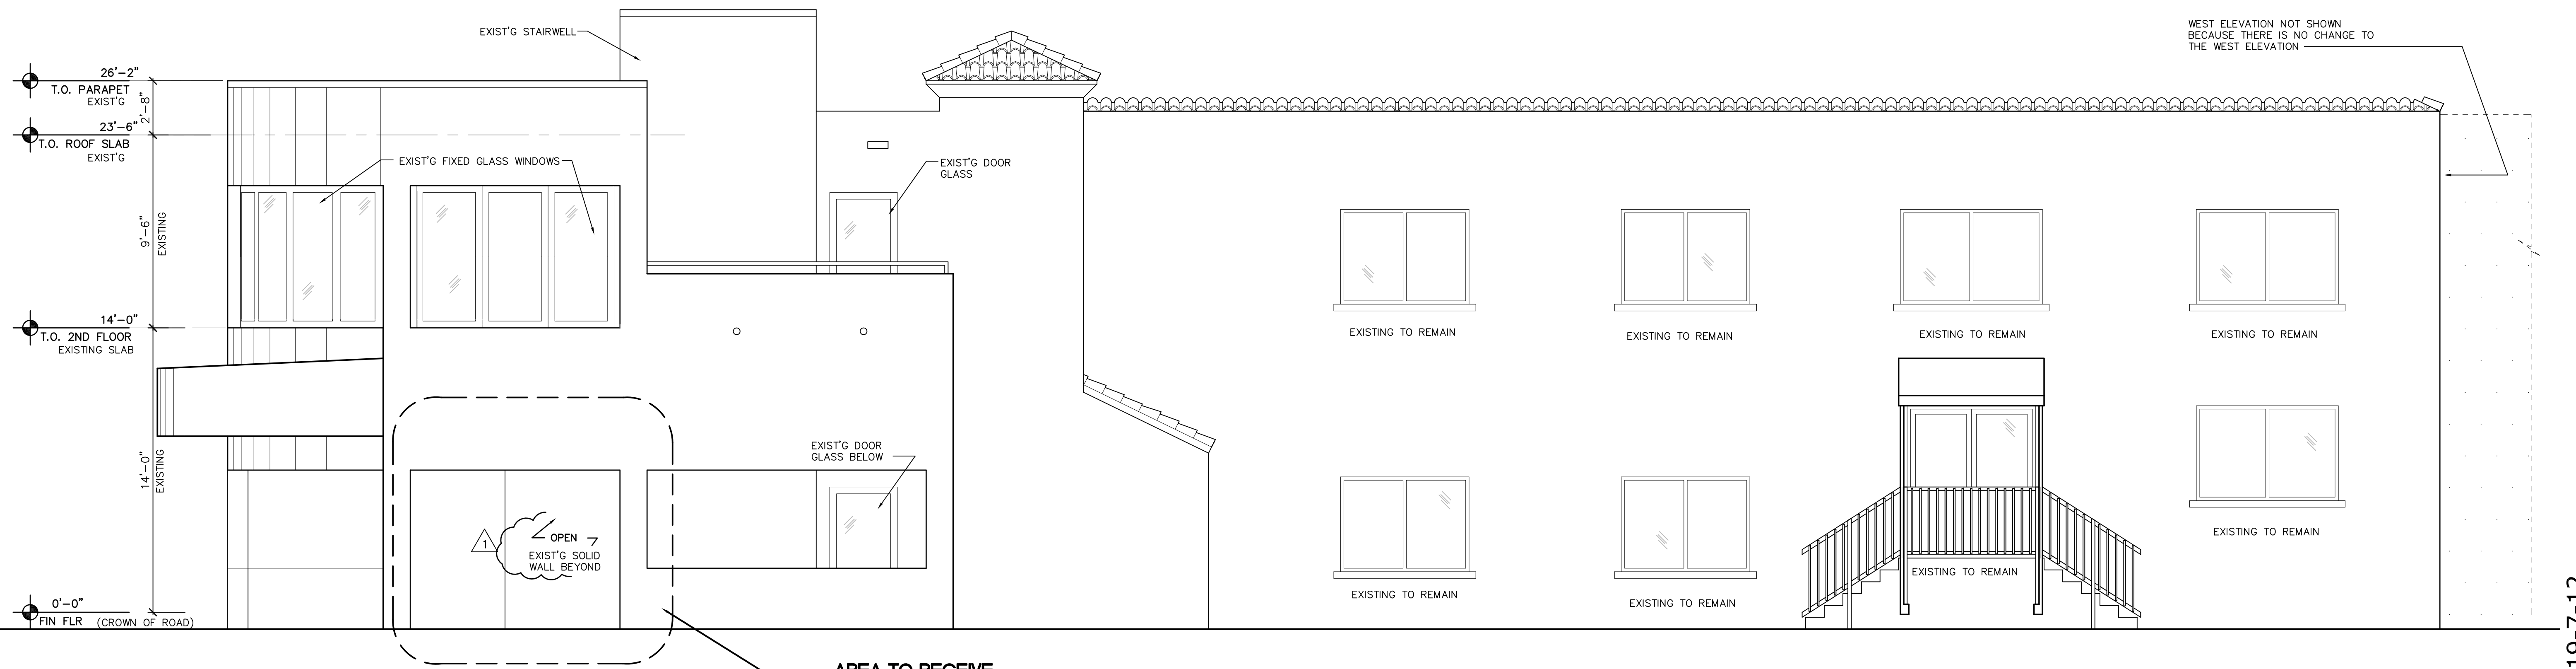 EXIST'G STAIRWELL
WEST ELEVATION NOT SHOWN
BECAUSE THERE IS NO CHANGE TO
THE WEST ELEVATION
26'-2"
T.O. PARAPET
EXIST'G
2'-8"
23'-6"
T.O. ROOF SLAB
EXIST'G
EXIST'G FIXED GLASS WINDOWS
EXIST'G DOOR
GLASS
9'-6"
EXISTING
14'-0"
T.O. 2ND FLOOR
EXISTING SLAB
EXISTING TO REMAIN
EXISTING TO REMAIN
EXISTING TO REMAIN
EXISTING TO REMAIN
14'-0"
EXISTING
EXIST'G DOOR
GLASS BELOW
1
OPEN
EXIST'G SOLID
WALL BEYOND
EXISTING TO REMAIN
EXISTING TO REMAIN
EXISTING TO REMAIN
EXISTING TO REMAIN
0'-0"
FIN FLR (CROWN OF ROAD)
AREA TO RECEIVE